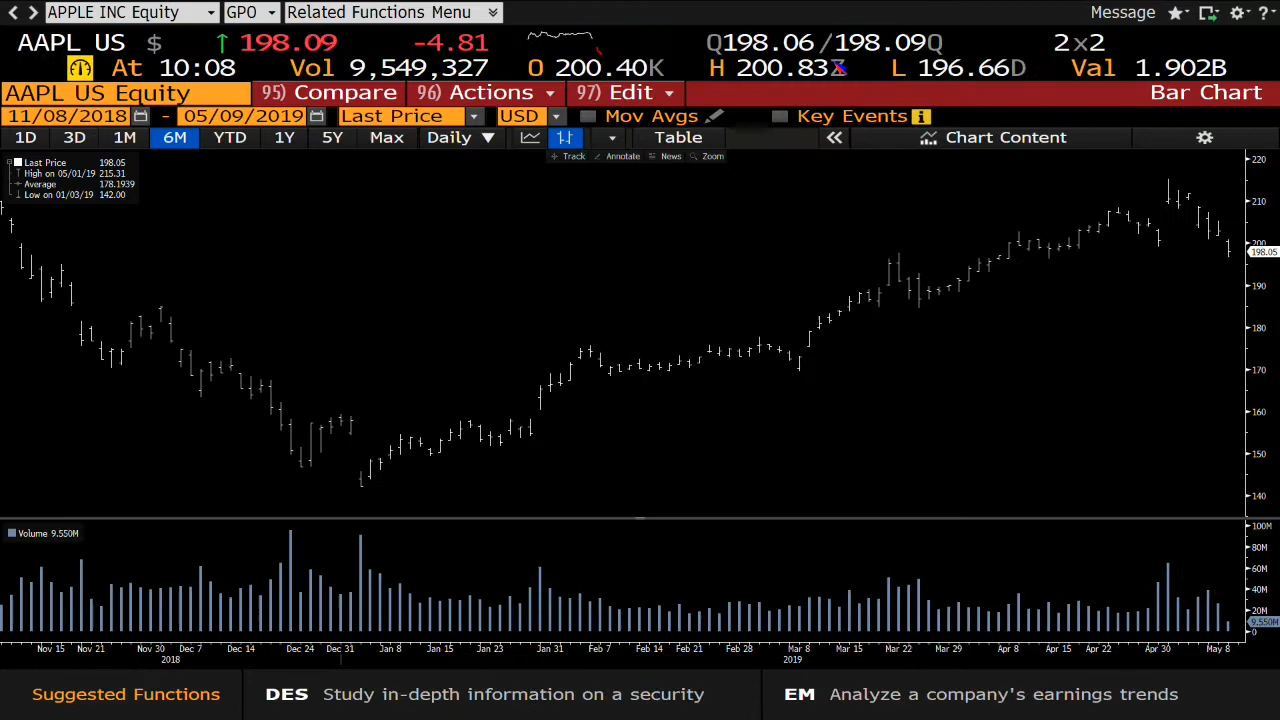 APPLE INC Equity GPO Related Functions Menu Message ?
AAPL US $ ↑ 198.09 -4.81 Q198.06 /198.09Q 2x2
At 10:08 Vol 9,549,327 O 200.40K H 200.83 L 196.66D Val 1.902B
AAPL US Equity 95) Compare 96) Actions 97) Edit Bar Chart
11/08/2018 - 05/09/2019 Last Price USD Mov Avgs Key Events i
1D 3D 1M 6M YTD 1Y 5Y Max Daily ▼ Table « Chart Content
Track Annotate News Zoom
Last Price 198.05
High on 05/01/19 215.31
Average 178.1939
Low on 01/03/19 142.00
220
210
200
198.05
190
180
170
160
150
140
Volume 9.550M
100M
80M
60M
40M
20M
9.550M
0
Nov 15 Nov 21 Nov 30 Dec 7 Dec 14 Dec 24 Dec 31 Jan 8 Jan 15 Jan 23 Jan 31 Feb 7 Feb 14 Feb 21 Feb 28 Mar 8 Mar 15 Mar 22 Mar 29 Apr 8 Apr 15 Apr 22 Apr 30 May 8
2018 2019
Suggested Functions DES Study in-depth information on a security EM Analyze a company's earnings trends